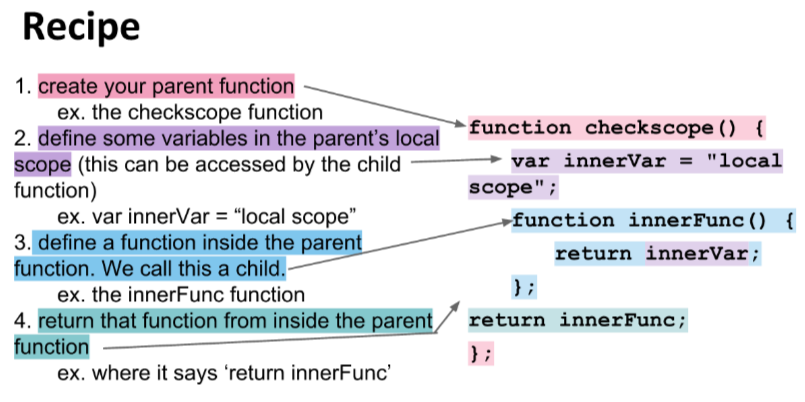 Recipe
1. create your parent function
ex. the checkscope function
2. define some variables in the parent’s local
scope (this can be accessed by the child
function)
ex. var innerVar = “local scope”
3. define a function inside the parent
function. We call this a child.
ex. the innerFunc function
4. return that function from inside the parent
function
ex. where it says ‘return innerFunc’
function checkscope() {
var innerVar = "local
scope";
function innerFunc() {
return innerVar;
};
return innerFunc;
};